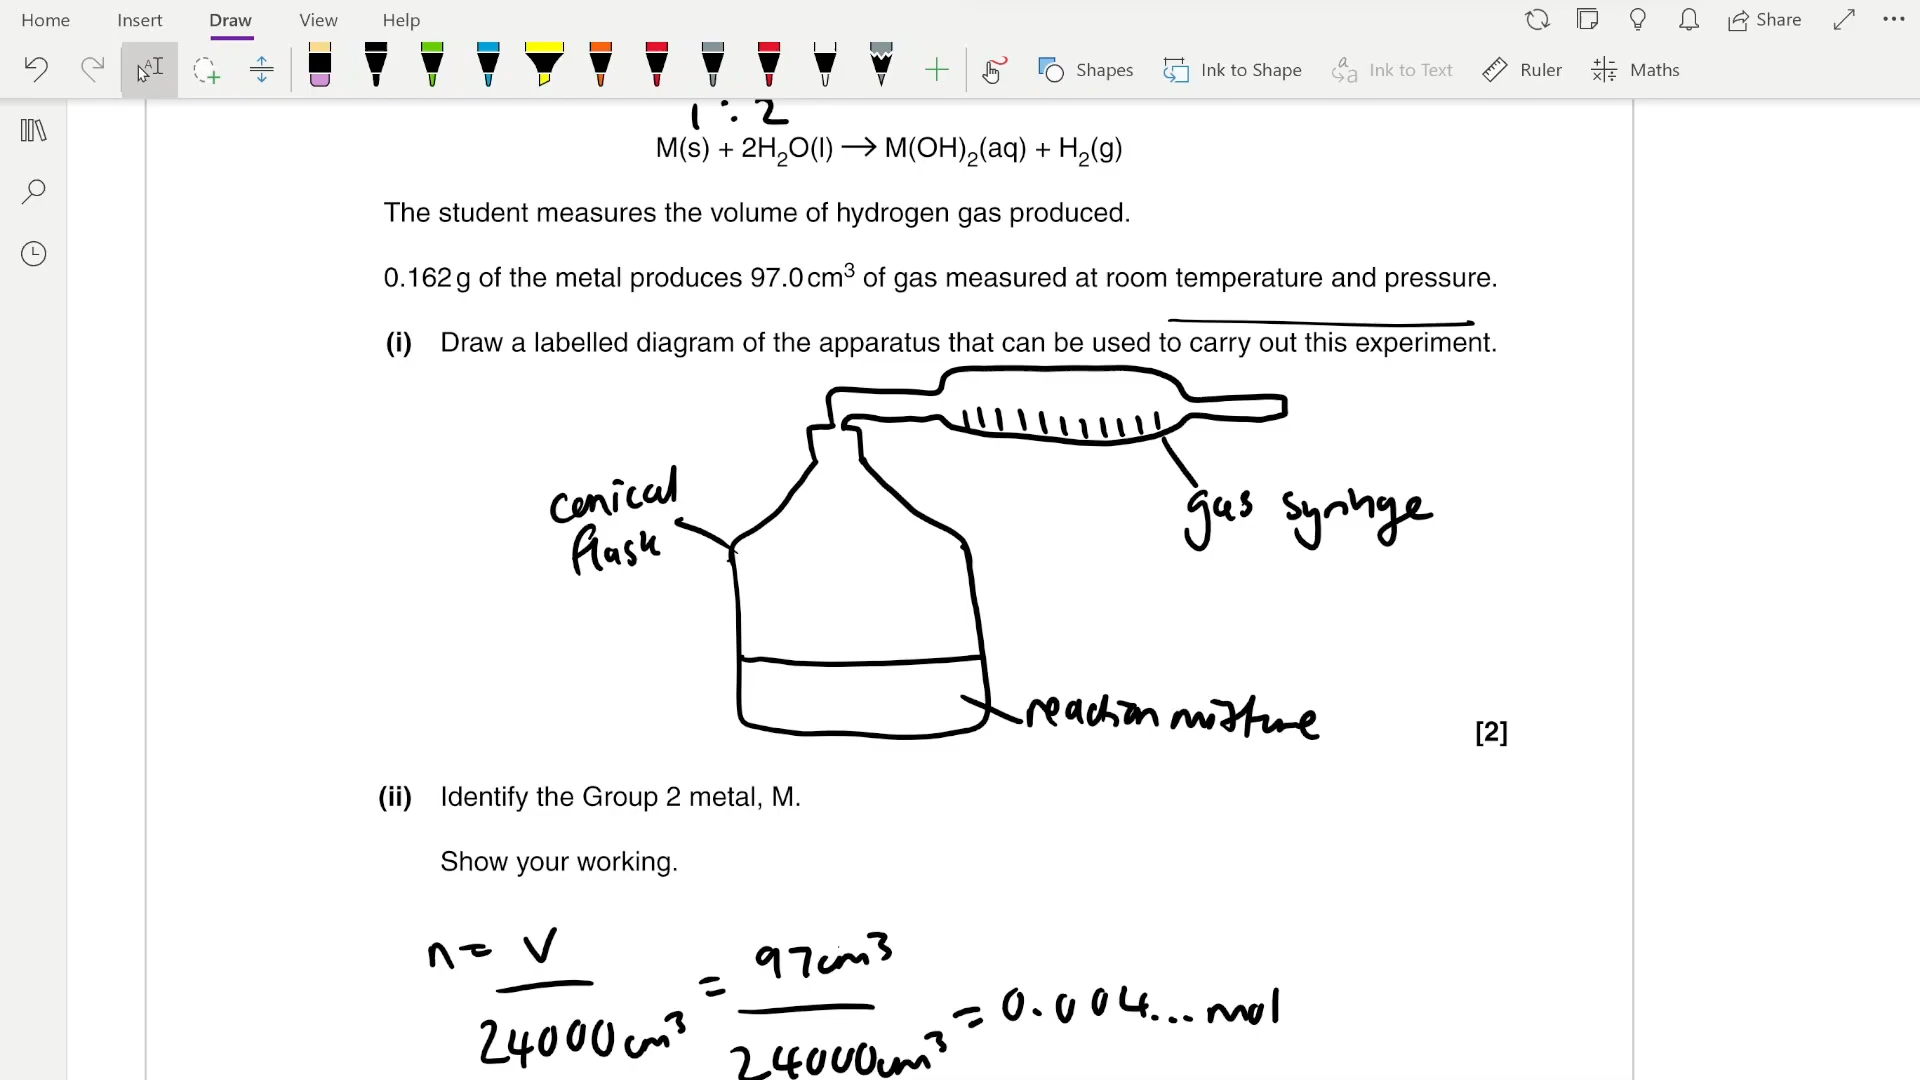 Home Insert Draw View Help
Share
Shapes Ink to Shape Ink to Text Ruler Maths
1 : 2
M(s) + 2H₂O(l) → M(OH)₂(aq) + H₂(g)
The student measures the volume of hydrogen gas produced.
0.162 g of the metal produces 97.0 cm³ of gas measured at room temperature and pressure.
(i) Draw a labelled diagram of the apparatus that can be used to carry out this experiment.
conical
flask
gas syringe
reaction mixture
[2]
(ii) Identify the Group 2 metal, M.
Show your working.
n = V / 24000 cm³ = 97 cm³ / 24000 cm³ = 0.004... mol